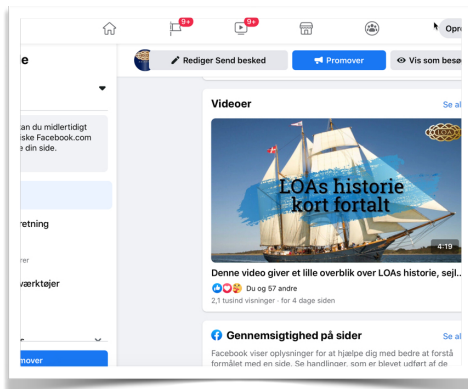 9+
9+
Opre
e
Rediger Send besked
Promover
Vis som besø
an du midlertidigt
iske Facebook.com
e din side.
retning
rer
værktøjer
mover
Videoer
Se al
LOA
LOAs historie
kort fortalt
4:19
Denne video giver et lille overblik over LOAs historie, sejl...
Du og 57 andre
2,1 tusind visninger · for 4 dage siden
Gennemsigtighed på sider
Se al
Facebook viser oplysninger for at hjælpe dig med bedre at forstå
formålet med en side. Se handlinger, som er blevet udført af de